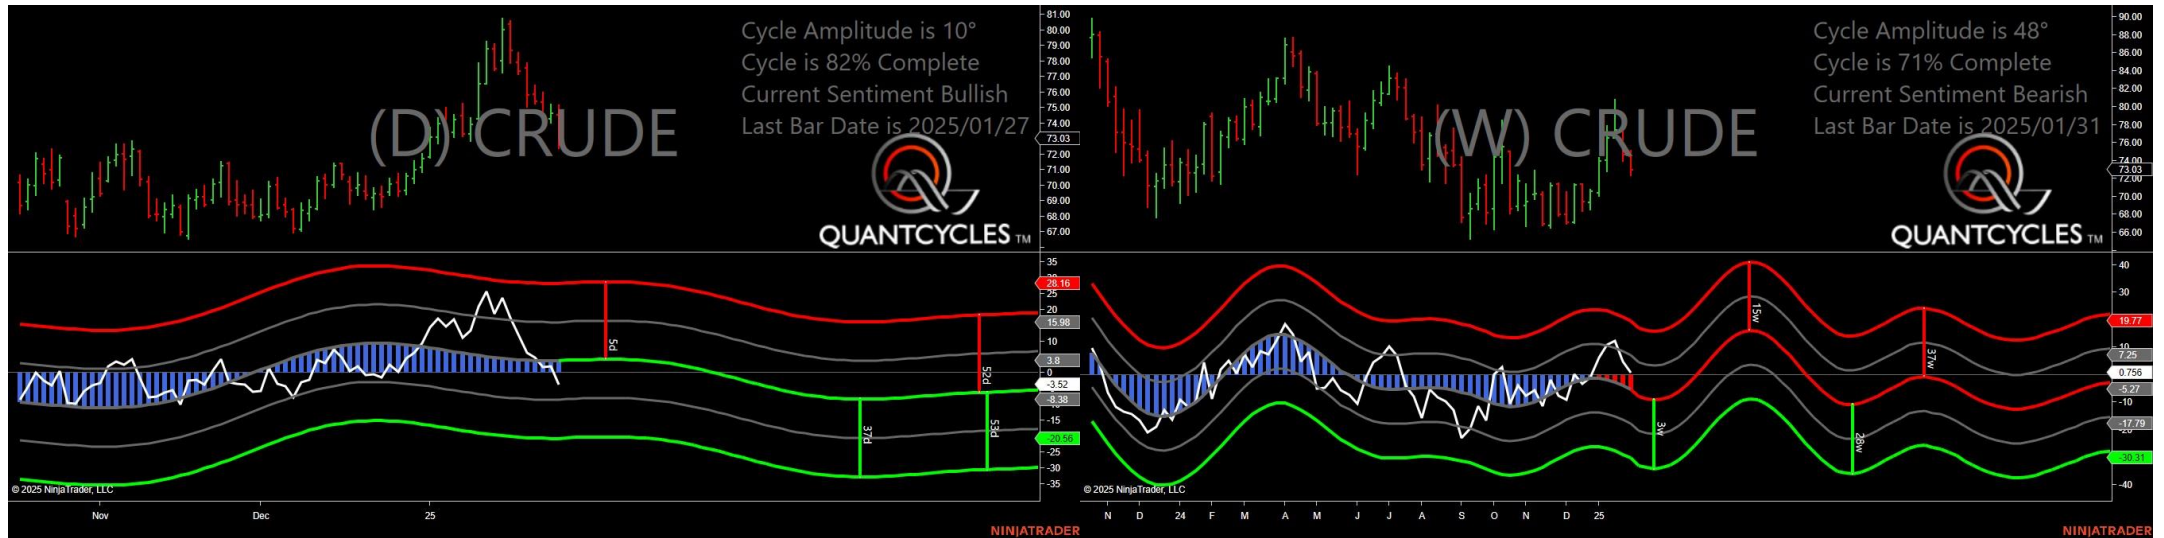 Cycle Amplitude is 10°
Cycle is 82% Complete
Current Sentiment Bullish
Last Bar Date is 2025/01/27
(D) CRUDE
QUANTCYCLES TM
81.00
80.00
79.00
78.00
77.00
76.00
75.00
74.00
73.03
72.00
71.00
70.00
69.00
68.00
67.00
35
28.16
25
20
15.98
10
3.8
0
-3.52
-8.38
-15
-20.56
-25
-30
-35
5d
37d
52d
53d
© 2025 NinjaTrader, LLC
Nov
Dec
25
NINJATRADER
Cycle Amplitude is 48°
Cycle is 71% Complete
Current Sentiment Bearish
Last Bar Date is 2025/01/31
(W) CRUDE
QUANTCYCLES TM
90.00
88.00
86.00
84.00
82.00
80.00
78.00
76.00
74.00
73.03
72.00
70.00
68.00
66.00
40
30
19.77
10
7.25
0.756
-5.27
-10
-17.79
-30.31
-40
3w
15w
28w
37w
© 2025 NinjaTrader, LLC
N D 24 F M A M J J A S O N D 25
NINJATRADER